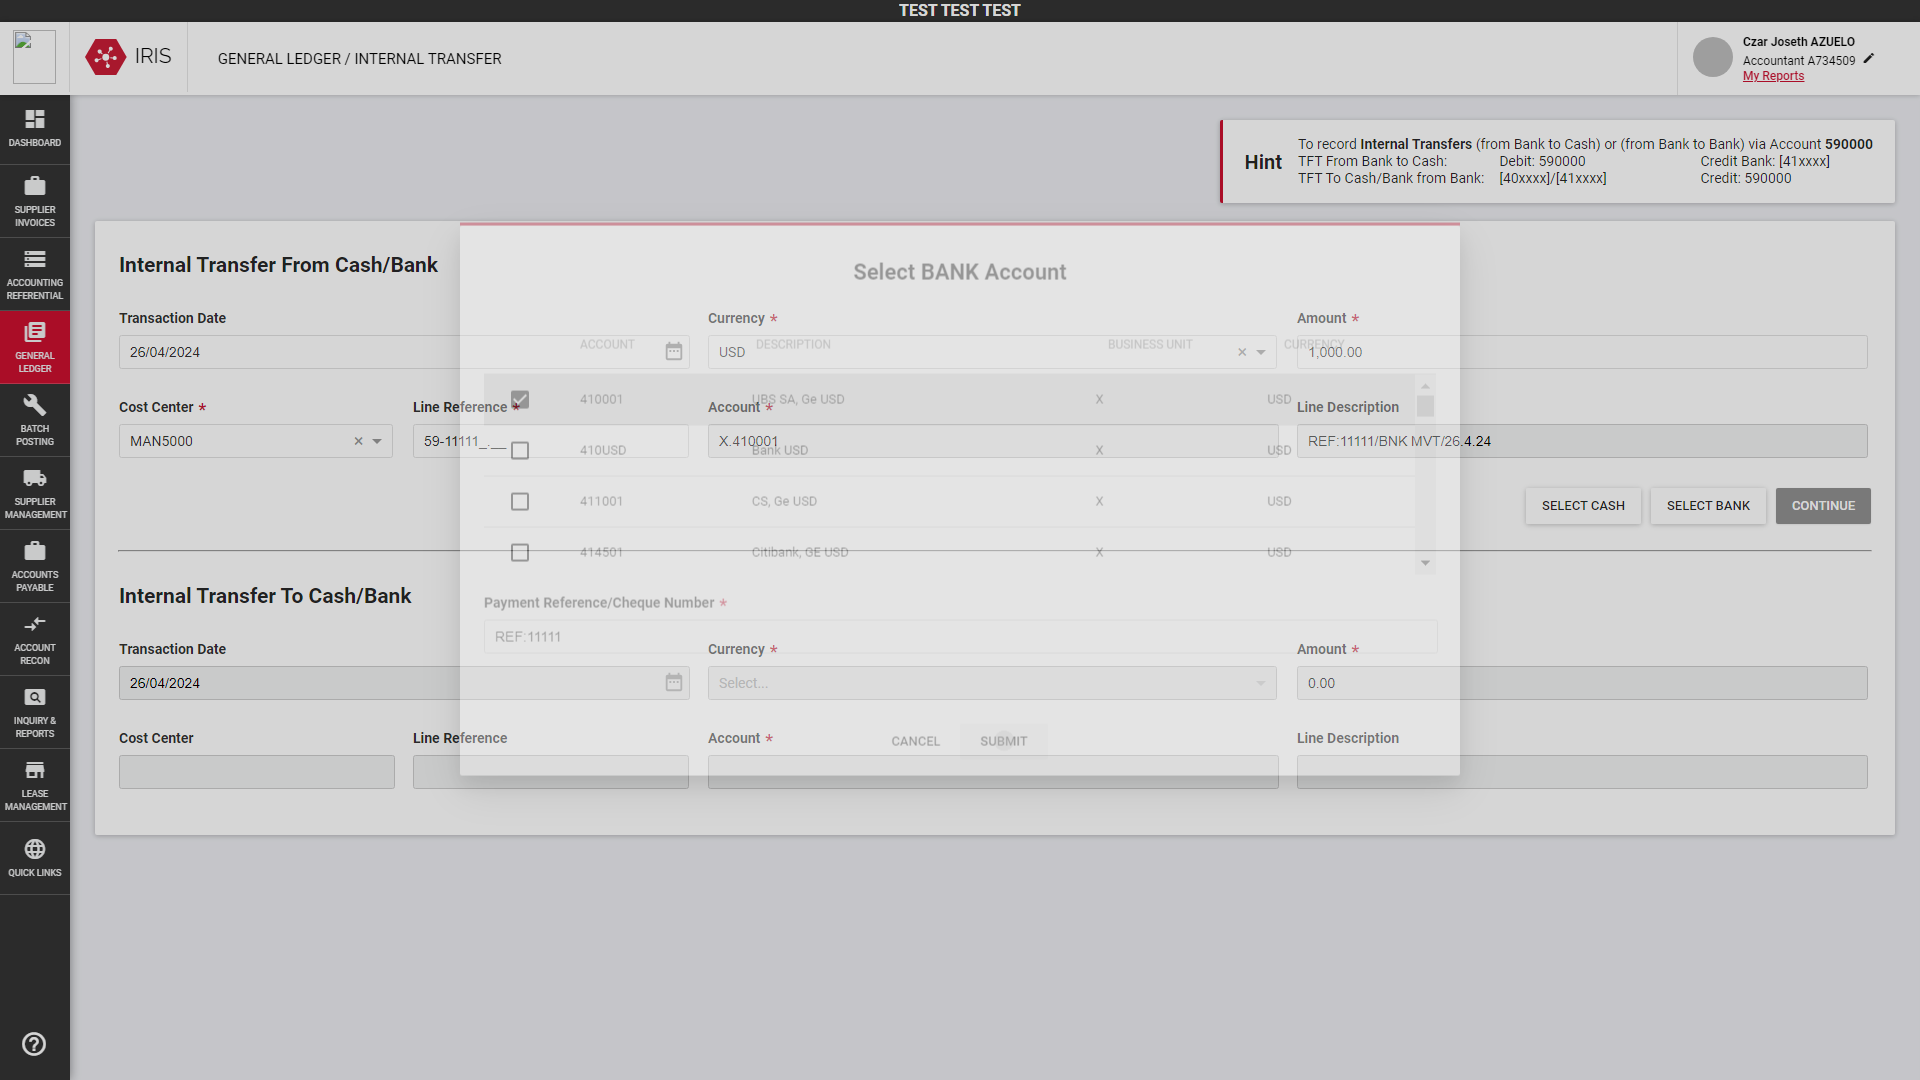 TEST TEST TEST
IRIS
GENERAL LEDGER / INTERNAL TRANSFER
Czar Joseth AZUELO
Accountant A734509
My Reports
DASHBOARD
SUPPLIER
INVOICES
ACCOUNTING
REFERENTIAL
GENERAL
LEDGER
BATCH
POSTING
SUPPLIER
MANAGEMENT
ACCOUNTS
PAYABLE
ACCOUNT
RECON
INQUIRY &
REPORTS
LEASE
MANAGEMENT
QUICK LINKS
Hint
To record Internal Transfers (from Bank to Cash) or (from Bank to Bank) via Account 590000
TFT From Bank to Cash: Debit: 590000 Credit Bank: [41xxxx]
TFT To Cash/Bank from Bank: [40xxxx]/[41xxxx] Credit: 590000
Internal Transfer From Cash/Bank
Transaction Date Currency * Amount *
26/04/2024 USD 1,000.00
Cost Center * Line Reference * Account * Line Description
MAN5000 59-11111_.__ X.410001 REF:11111/BNK MVT/26.4.24
SELECT CASH SELECT BANK CONTINUE
Internal Transfer To Cash/Bank
Transaction Date Currency * Amount *
26/04/2024 Select... 0.00
Cost Center Line Reference Account * Line Description
Select BANK Account
ACCOUNT DESCRIPTION BUSINESS UNIT CURRENCY
410001 UBS SA, Ge USD X USD
410USD Bank USD X USD
411001 CS, Ge USD X USD
414501 Citibank, GE USD X USD
Payment Reference/Cheque Number *
REF:11111
CANCEL SUBMIT